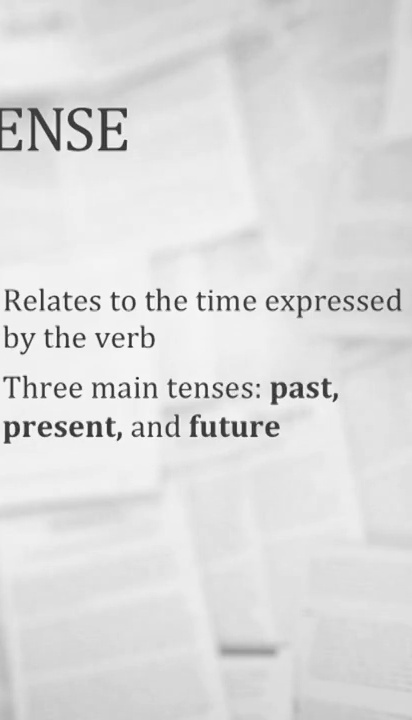 ENSE
Relates to the time expressed
by the verb
Three main tenses: past,
present, and future